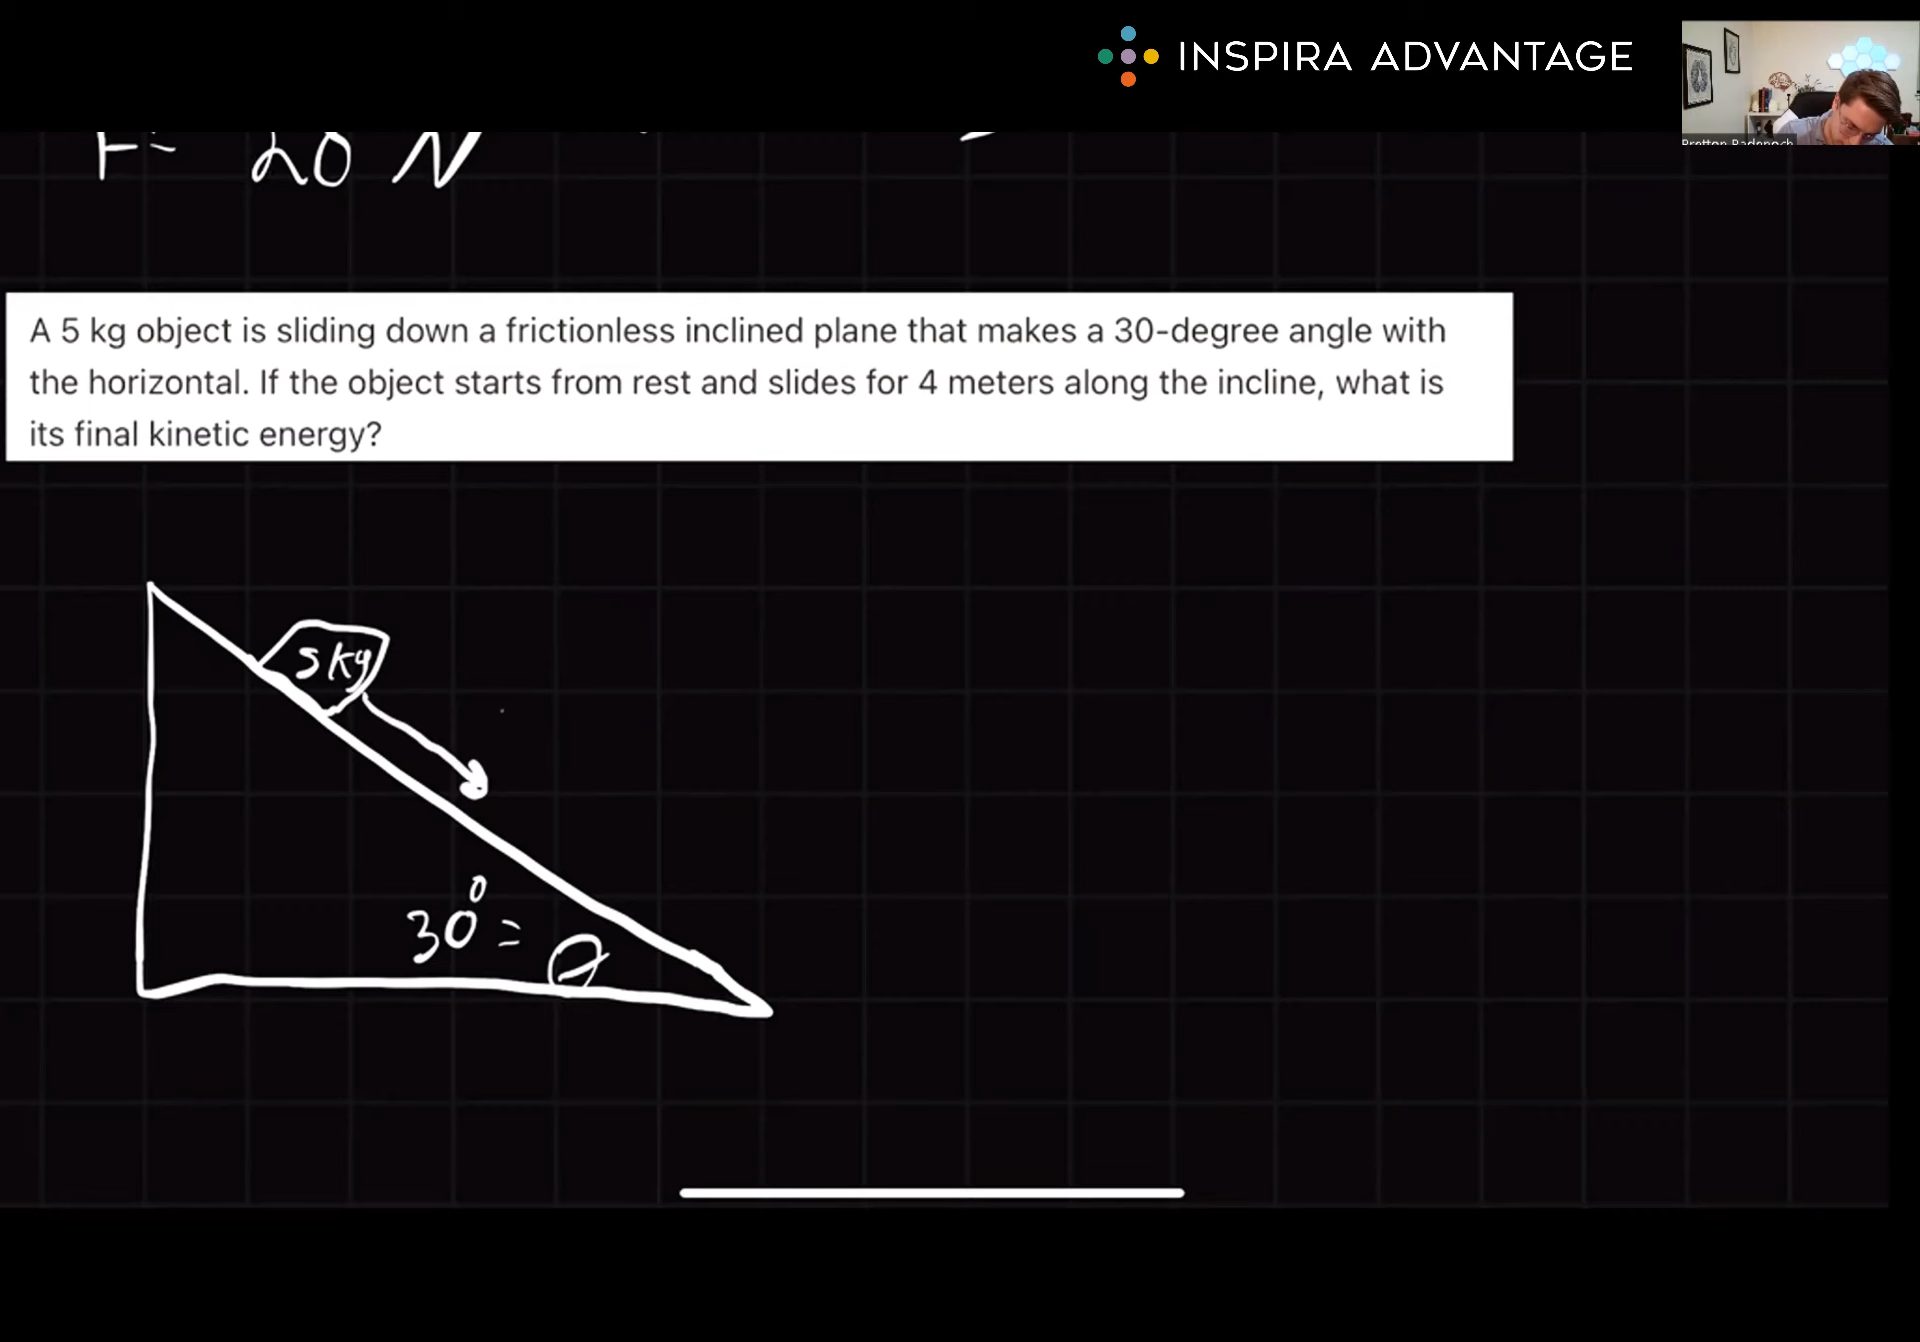 INSPIRA ADVANTAGE
F= 20 N
A 5 kg object is sliding down a frictionless inclined plane that makes a 30-degree angle with
the horizontal. If the object starts from rest and slides for 4 meters along the incline, what is
its final kinetic energy?
5 kg
30° = θ